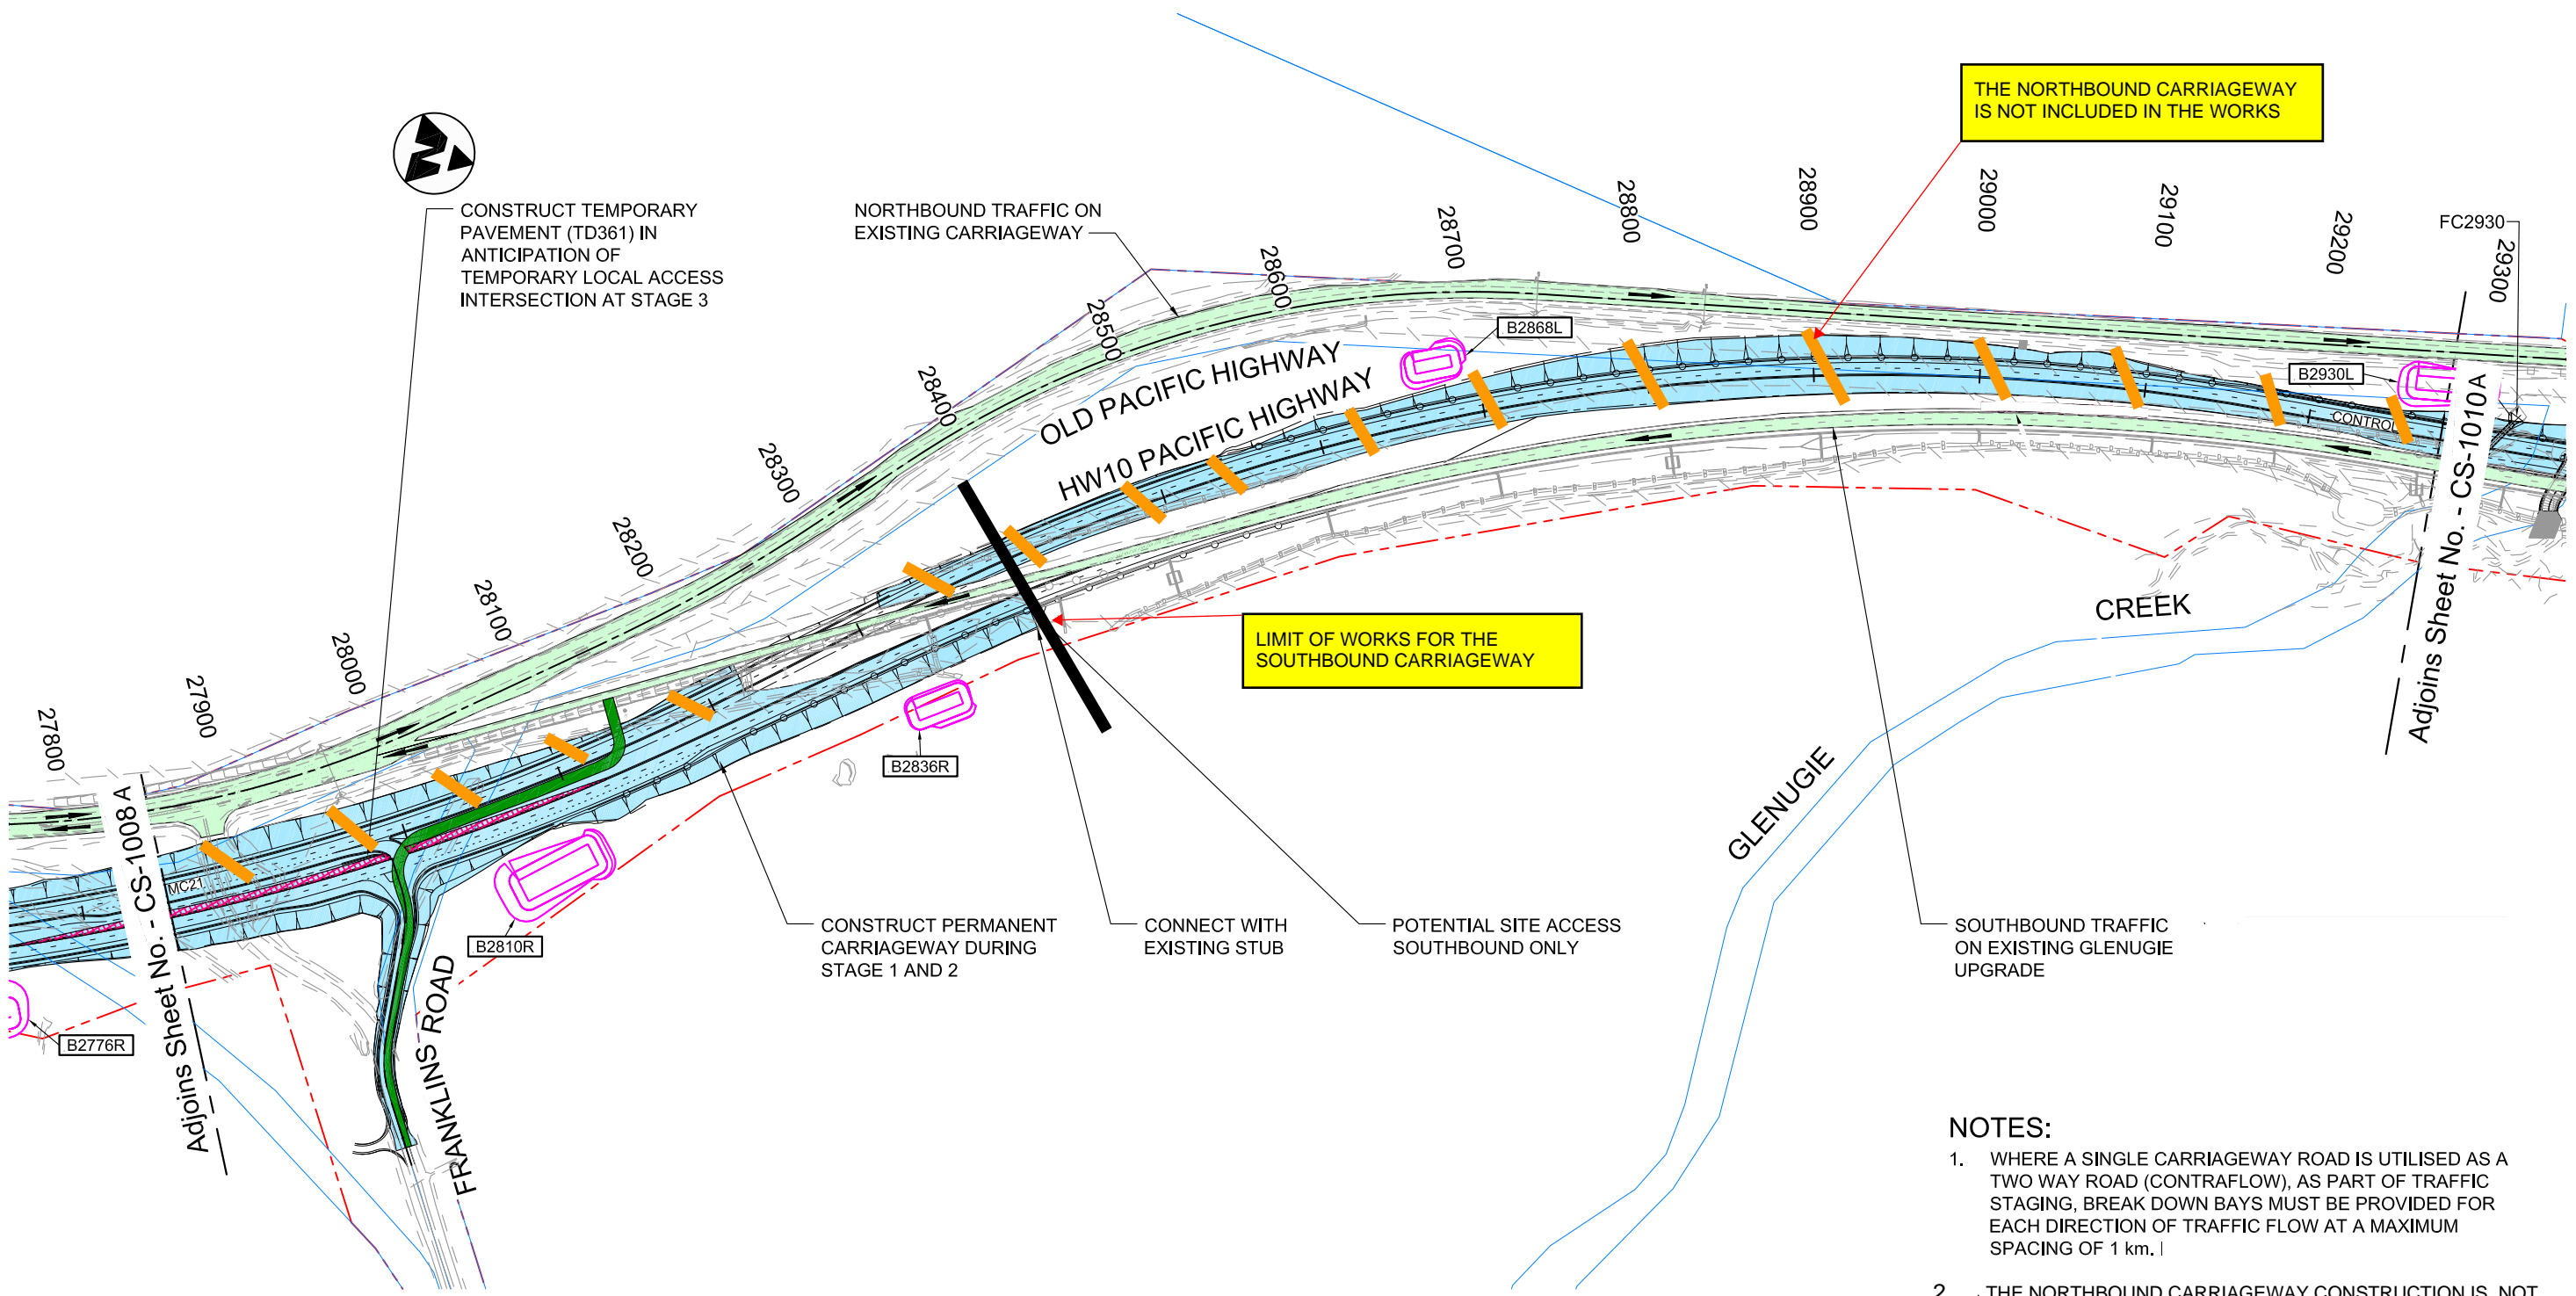 THE NORTHBOUND CARRIAGEWAY
IS NOT INCLUDED IN THE WORKS
CONSTRUCT TEMPORARY
PAVEMENT (TD361) IN
ANTICIPATION OF
TEMPORARY LOCAL ACCESS
INTERSECTION AT STAGE 3
NORTHBOUND TRAFFIC ON
EXISTING CARRIAGEWAY
27800
27900
28000
28100
28200
28300
28400
28500
28600
28700
28800
28900
29000
29100
29200
29300
FC2930
B2868L
B2930L
OLD PACIFIC HIGHWAY
HW10 PACIFIC HIGHWAY
CONTROL
Adjoins Sheet No. - CS-1010 A
CREEK
GLENUGIE
LIMIT OF WORKS FOR THE
SOUTHBOUND CARRIAGEWAY
B2836R
MC21
Adjoins Sheet No. - CS-1008 A
B2810R
B2776R
FRANKLINS ROAD
CONSTRUCT PERMANENT
CARRIAGEWAY DURING
STAGE 1 AND 2
CONNECT WITH
EXISTING STUB
POTENTIAL SITE ACCESS
SOUTHBOUND ONLY
SOUTHBOUND TRAFFIC
ON EXISTING GLENUGIE
UPGRADE
NOTES:
1. WHERE A SINGLE CARRIAGEWAY ROAD IS UTILISED AS A
TWO WAY ROAD (CONTRAFLOW), AS PART OF TRAFFIC
STAGING, BREAK DOWN BAYS MUST BE PROVIDED FOR
EACH DIRECTION OF TRAFFIC FLOW AT A MAXIMUM
SPACING OF 1 km.
2. THE NORTHBOUND CARRIAGEWAY CONSTRUCTION IS NOT